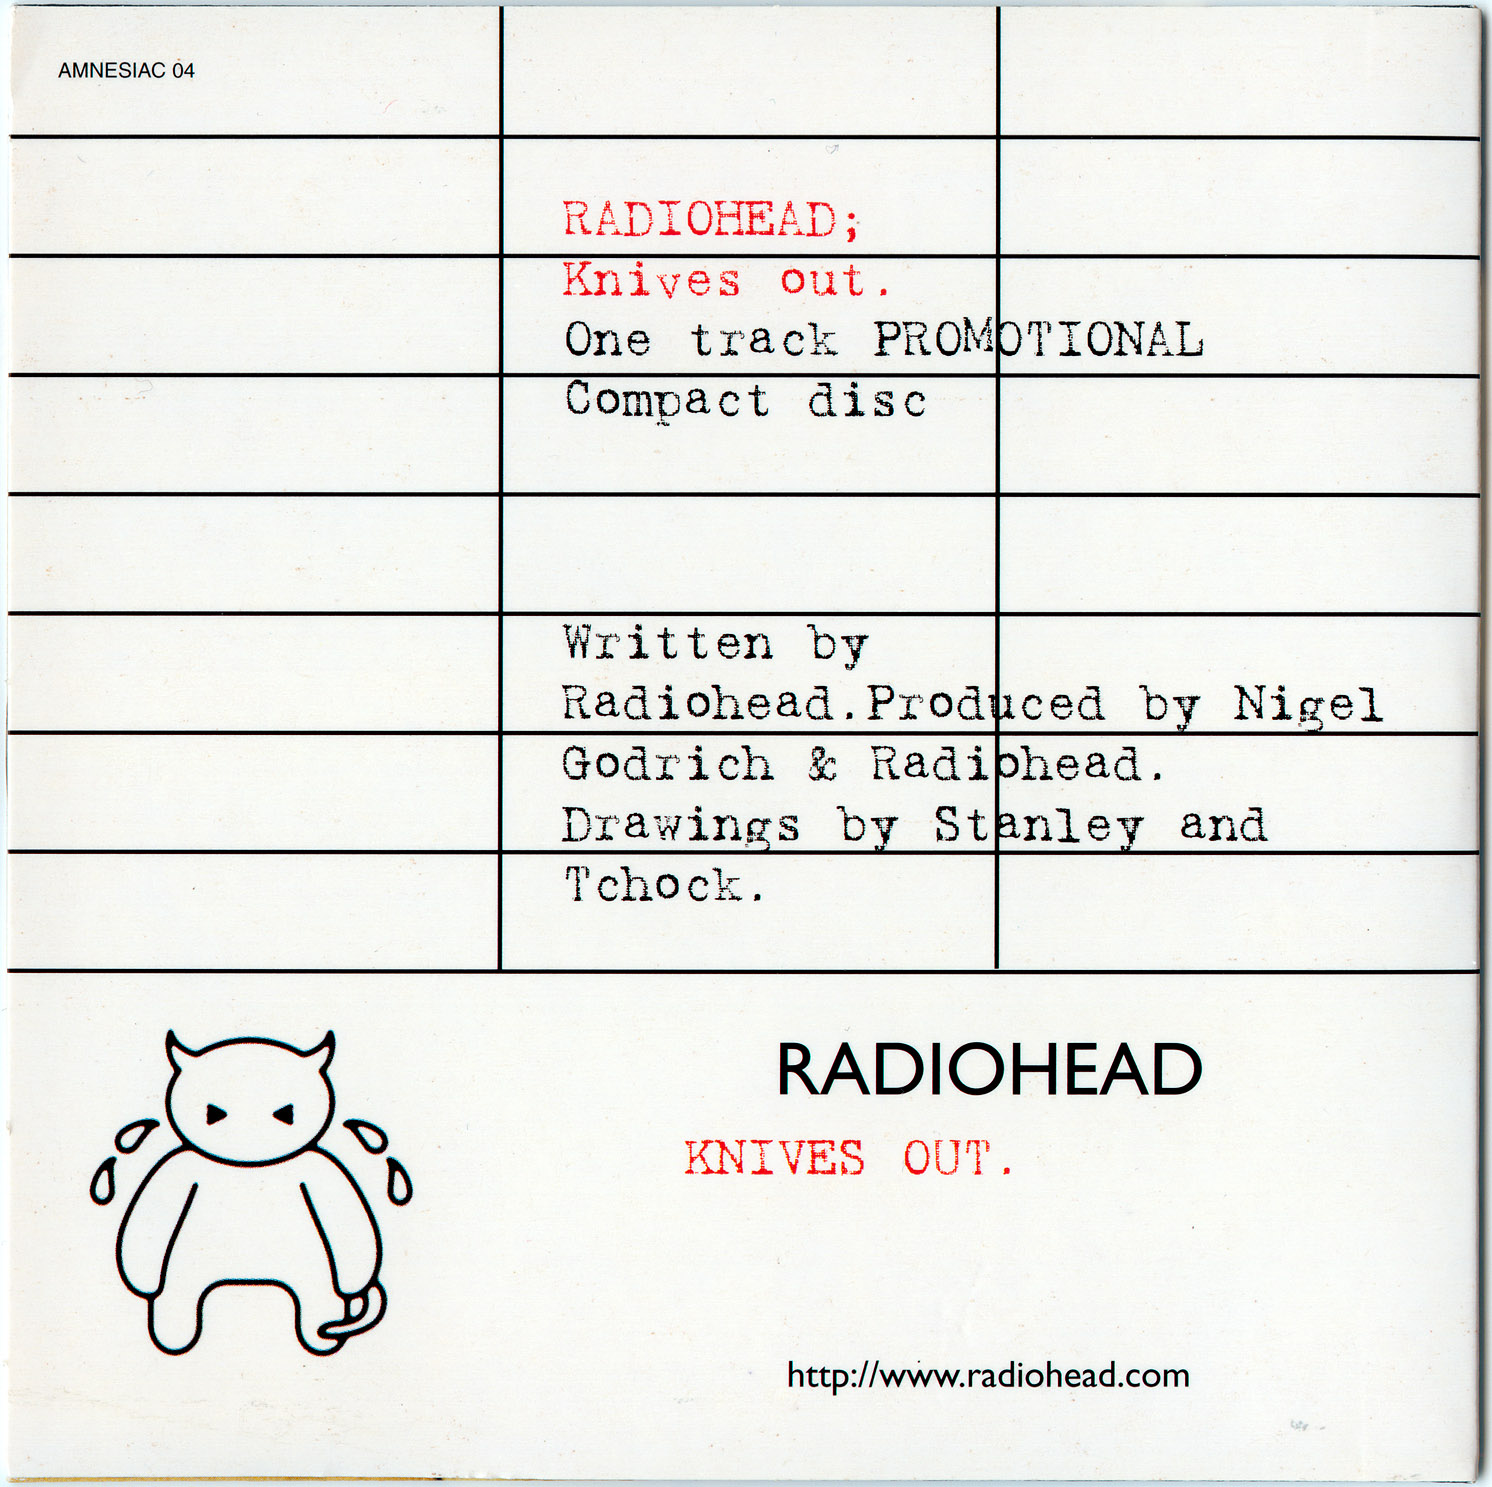 AMNESIAC 04
RADIOHEAD;
Knives out.
One track PROMOTIONAL
Compact disc
Written by
Radiohead.Produced by Nigel
Godrich & Radiohead.
Drawings by Stanley and
Tchock.
RADIOHEAD
KNIVES OUT.
http://www.radiohead.com